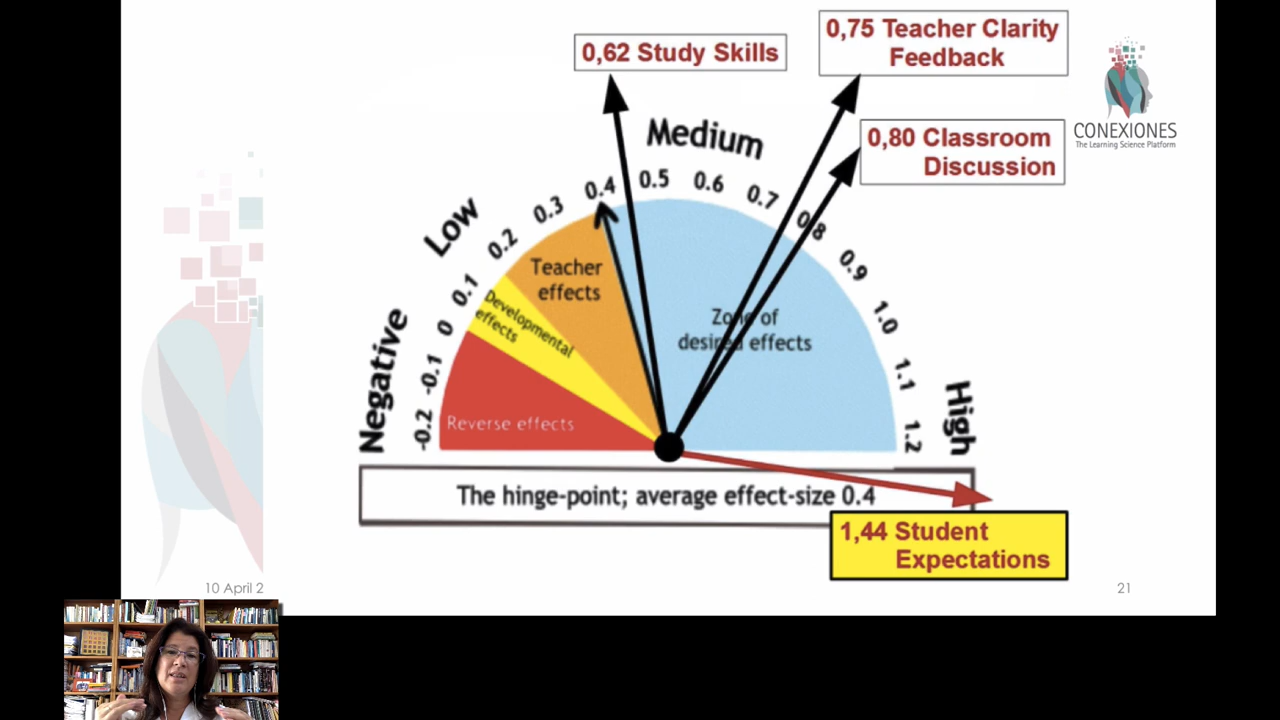 0,62 Study Skills
0,75 Teacher Clarity
Feedback
0,80 Classroom
Discussion
CONEXIONES
The Learning Science Platform
Negative
Low
Medium
High
-0.2
-0.1
0
0.1
0.2
0.3
0.4
0.5
0.6
0.7
0.8
0.9
1.0
1.1
1.2
Reverse effects
Developmental
effects
Teacher
effects
Zone of
desired effects
The hinge-point; average effect-size 0.4
1,44 Student
Expectations
10 April 2
21